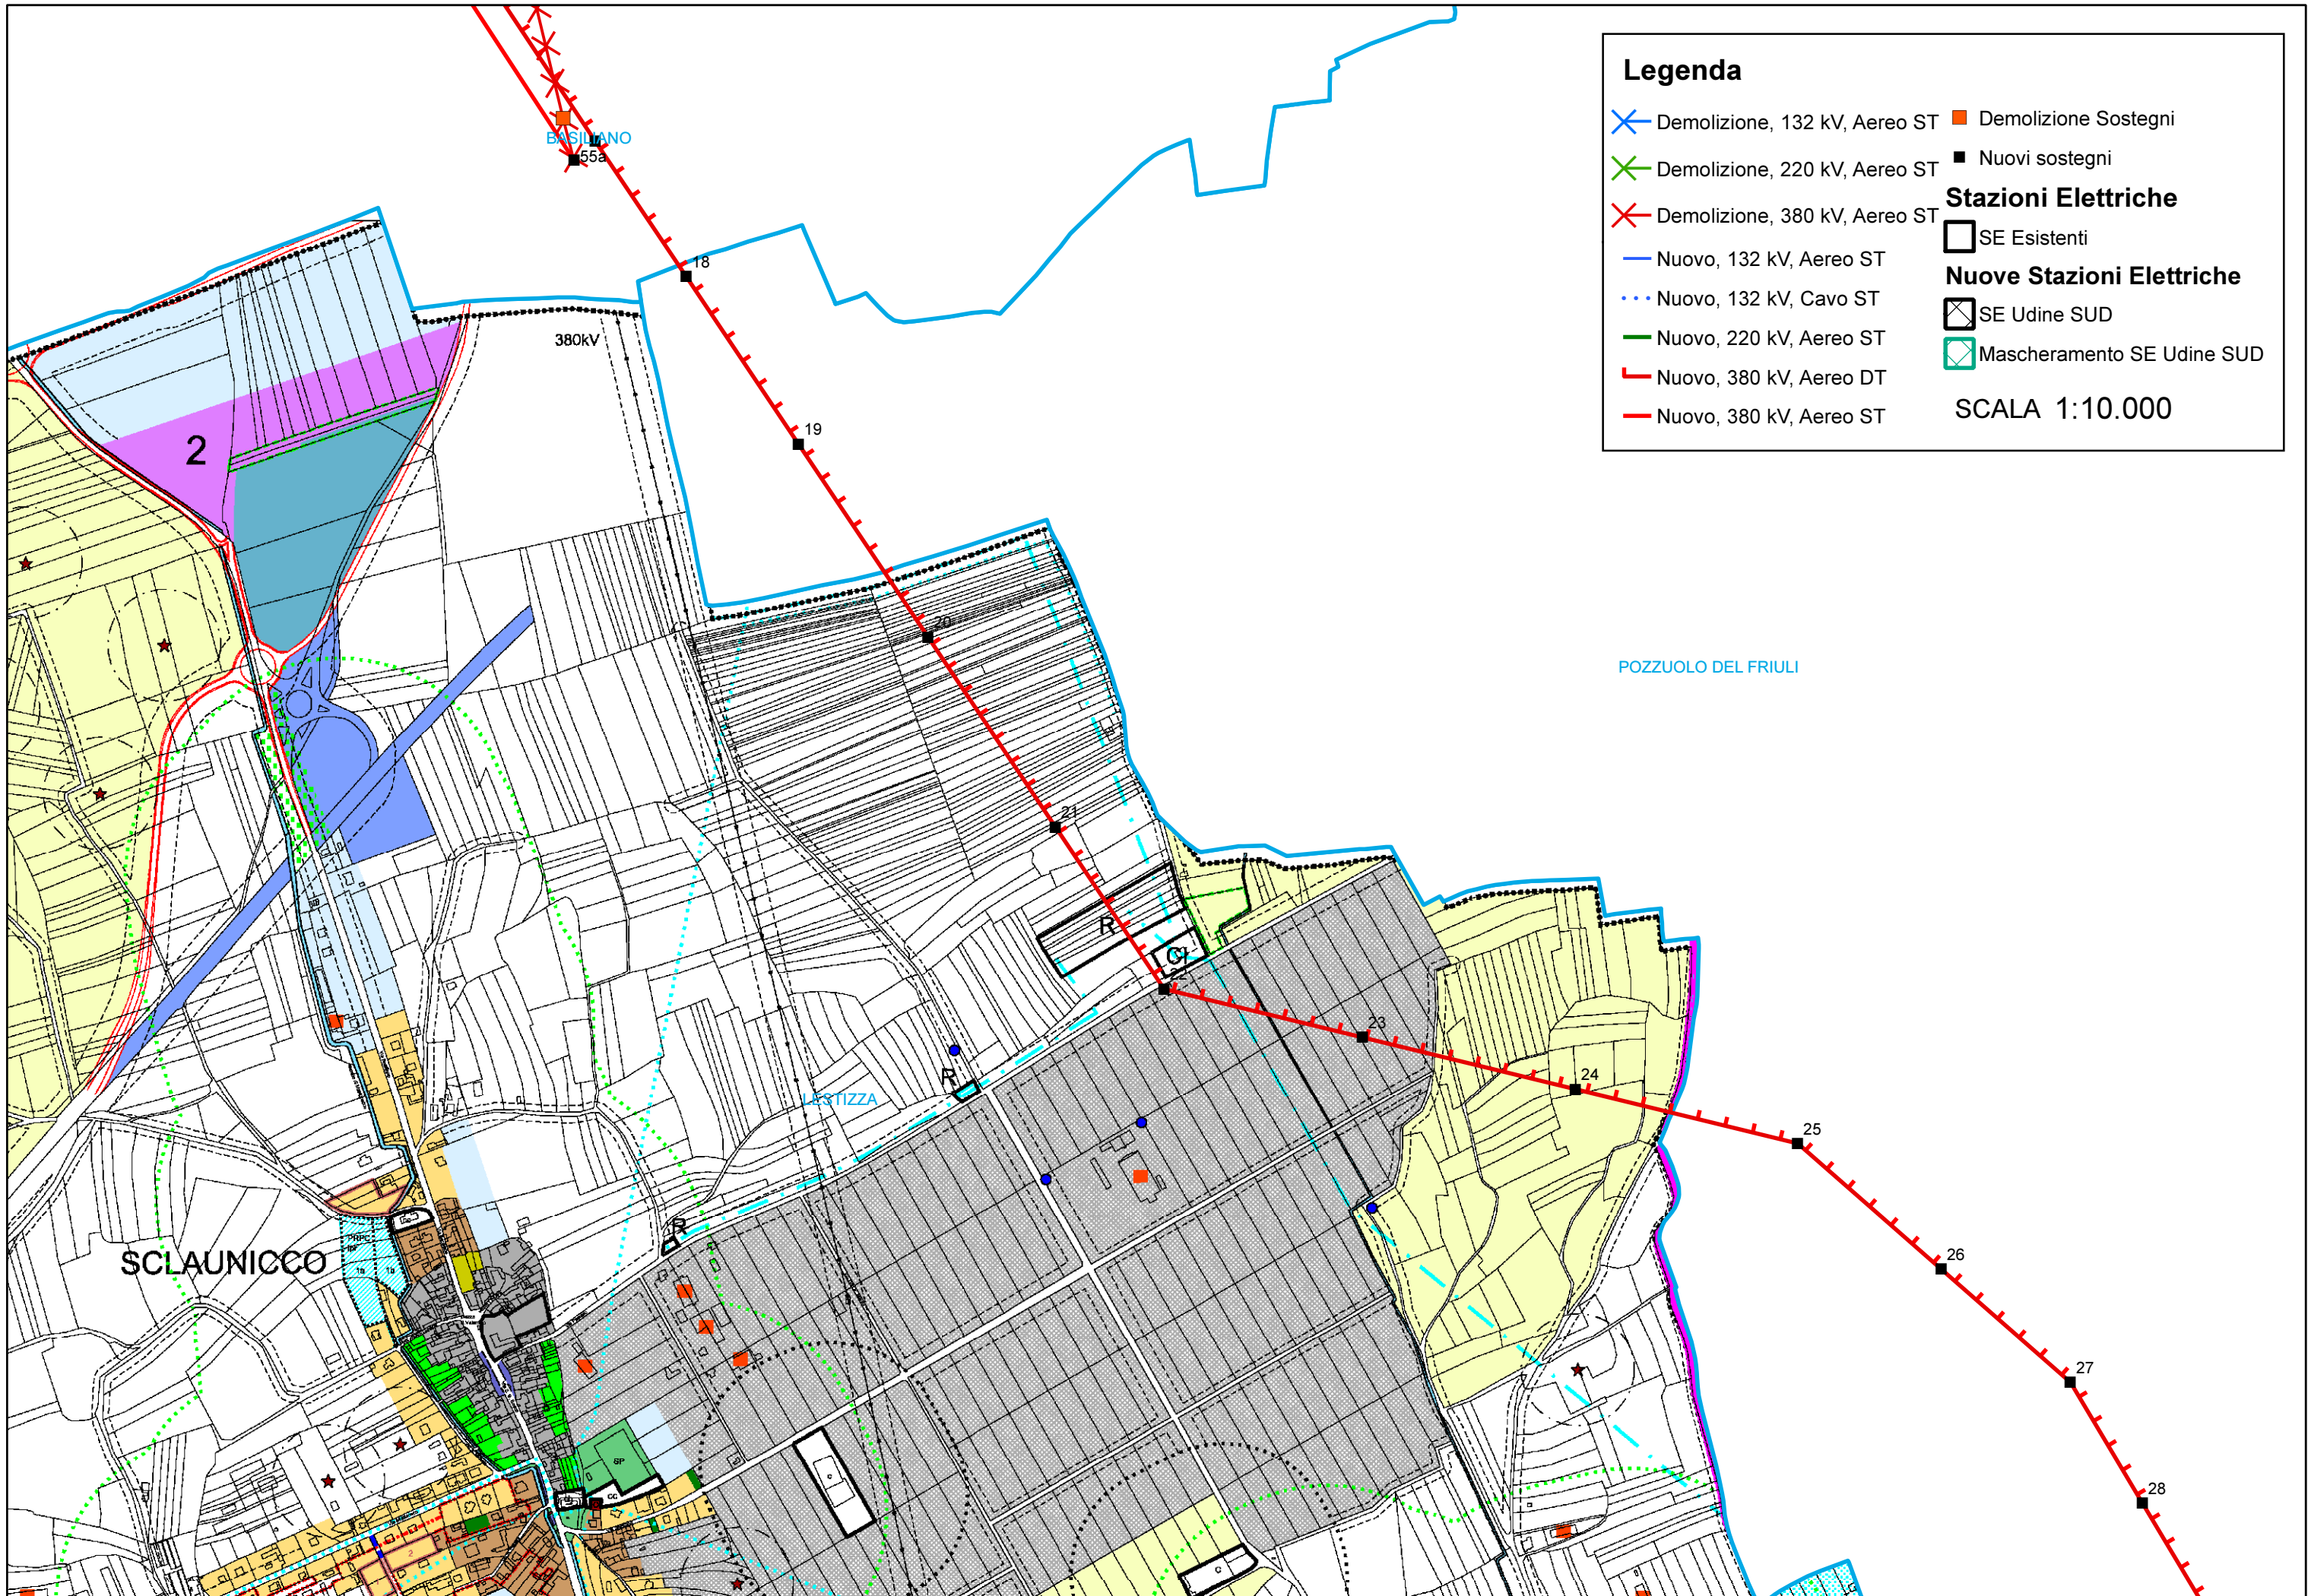 Legenda
Demolizione, 132 kV, Aereo ST
Demolizione, 220 kV, Aereo ST
Demolizione, 380 kV, Aereo ST
Nuovo, 132 kV, Aereo ST
Nuovo, 132 kV, Cavo ST
Nuovo, 220 kV, Aereo ST
Nuovo, 380 kV, Aereo DT
Nuovo, 380 kV, Aereo ST
Demolizione Sostegni
Nuovi sostegni
Stazioni Elettriche
SE Esistenti
Nuove Stazioni Elettriche
SE Udine SUD
Mascheramento SE Udine SUD
SCALA 1:10.000
BASILIANO
55a
18
380kV
19
2
20
POZZUOLO DEL FRIULI
21
R
22
23
R
24
LESTIZZA
25
R
SCLAUNICCO
26
27
SP
28